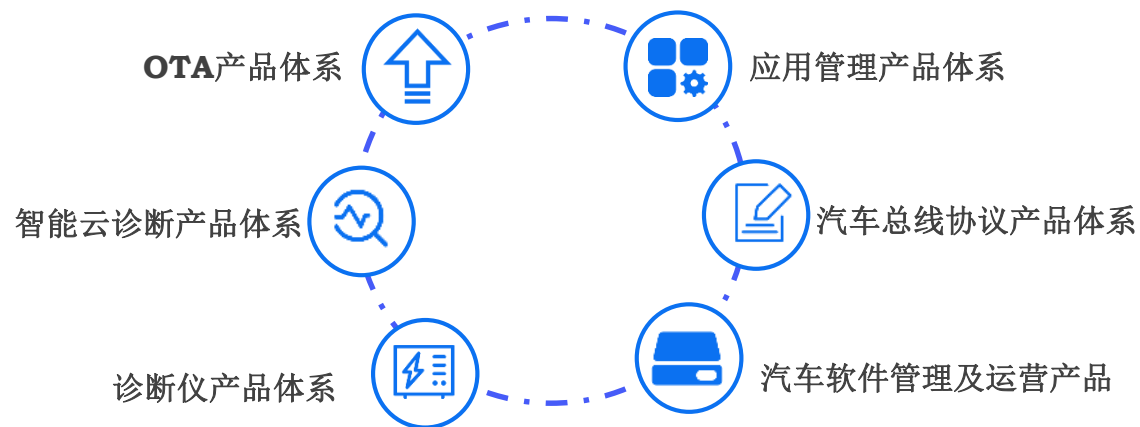 OTA产品体系
应用管理产品体系
智能云诊断产品体系
汽车总线协议产品体系
诊断仪产品体系
汽车软件管理及运营产品